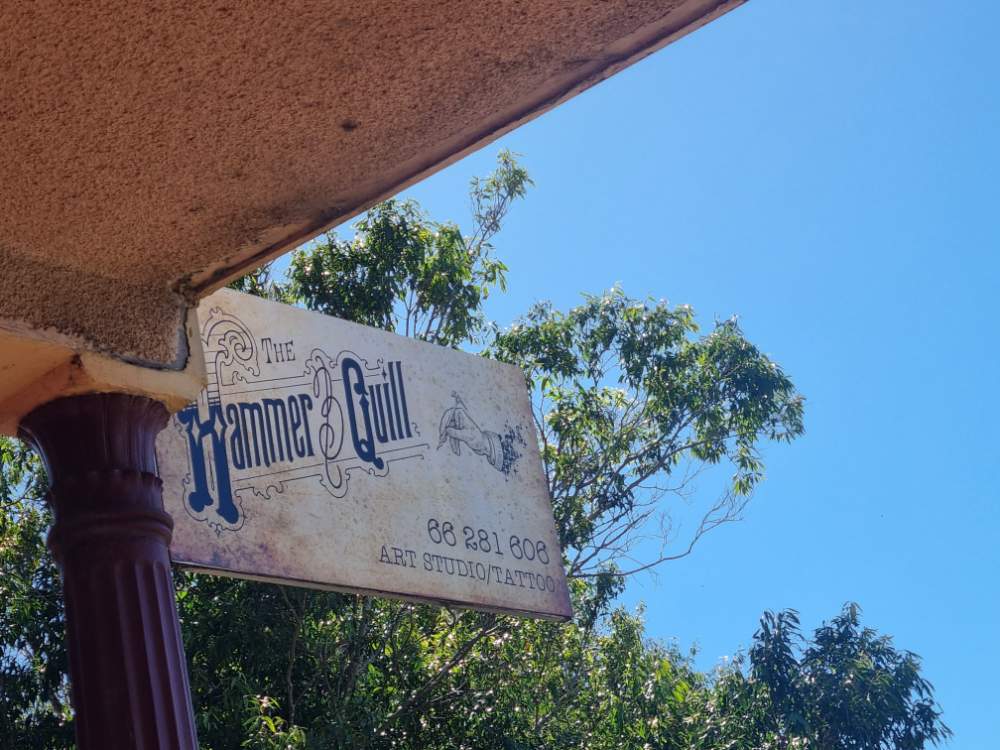 THE
Hammer & Quill
66 281 606
ART STUDIO/TATTOO